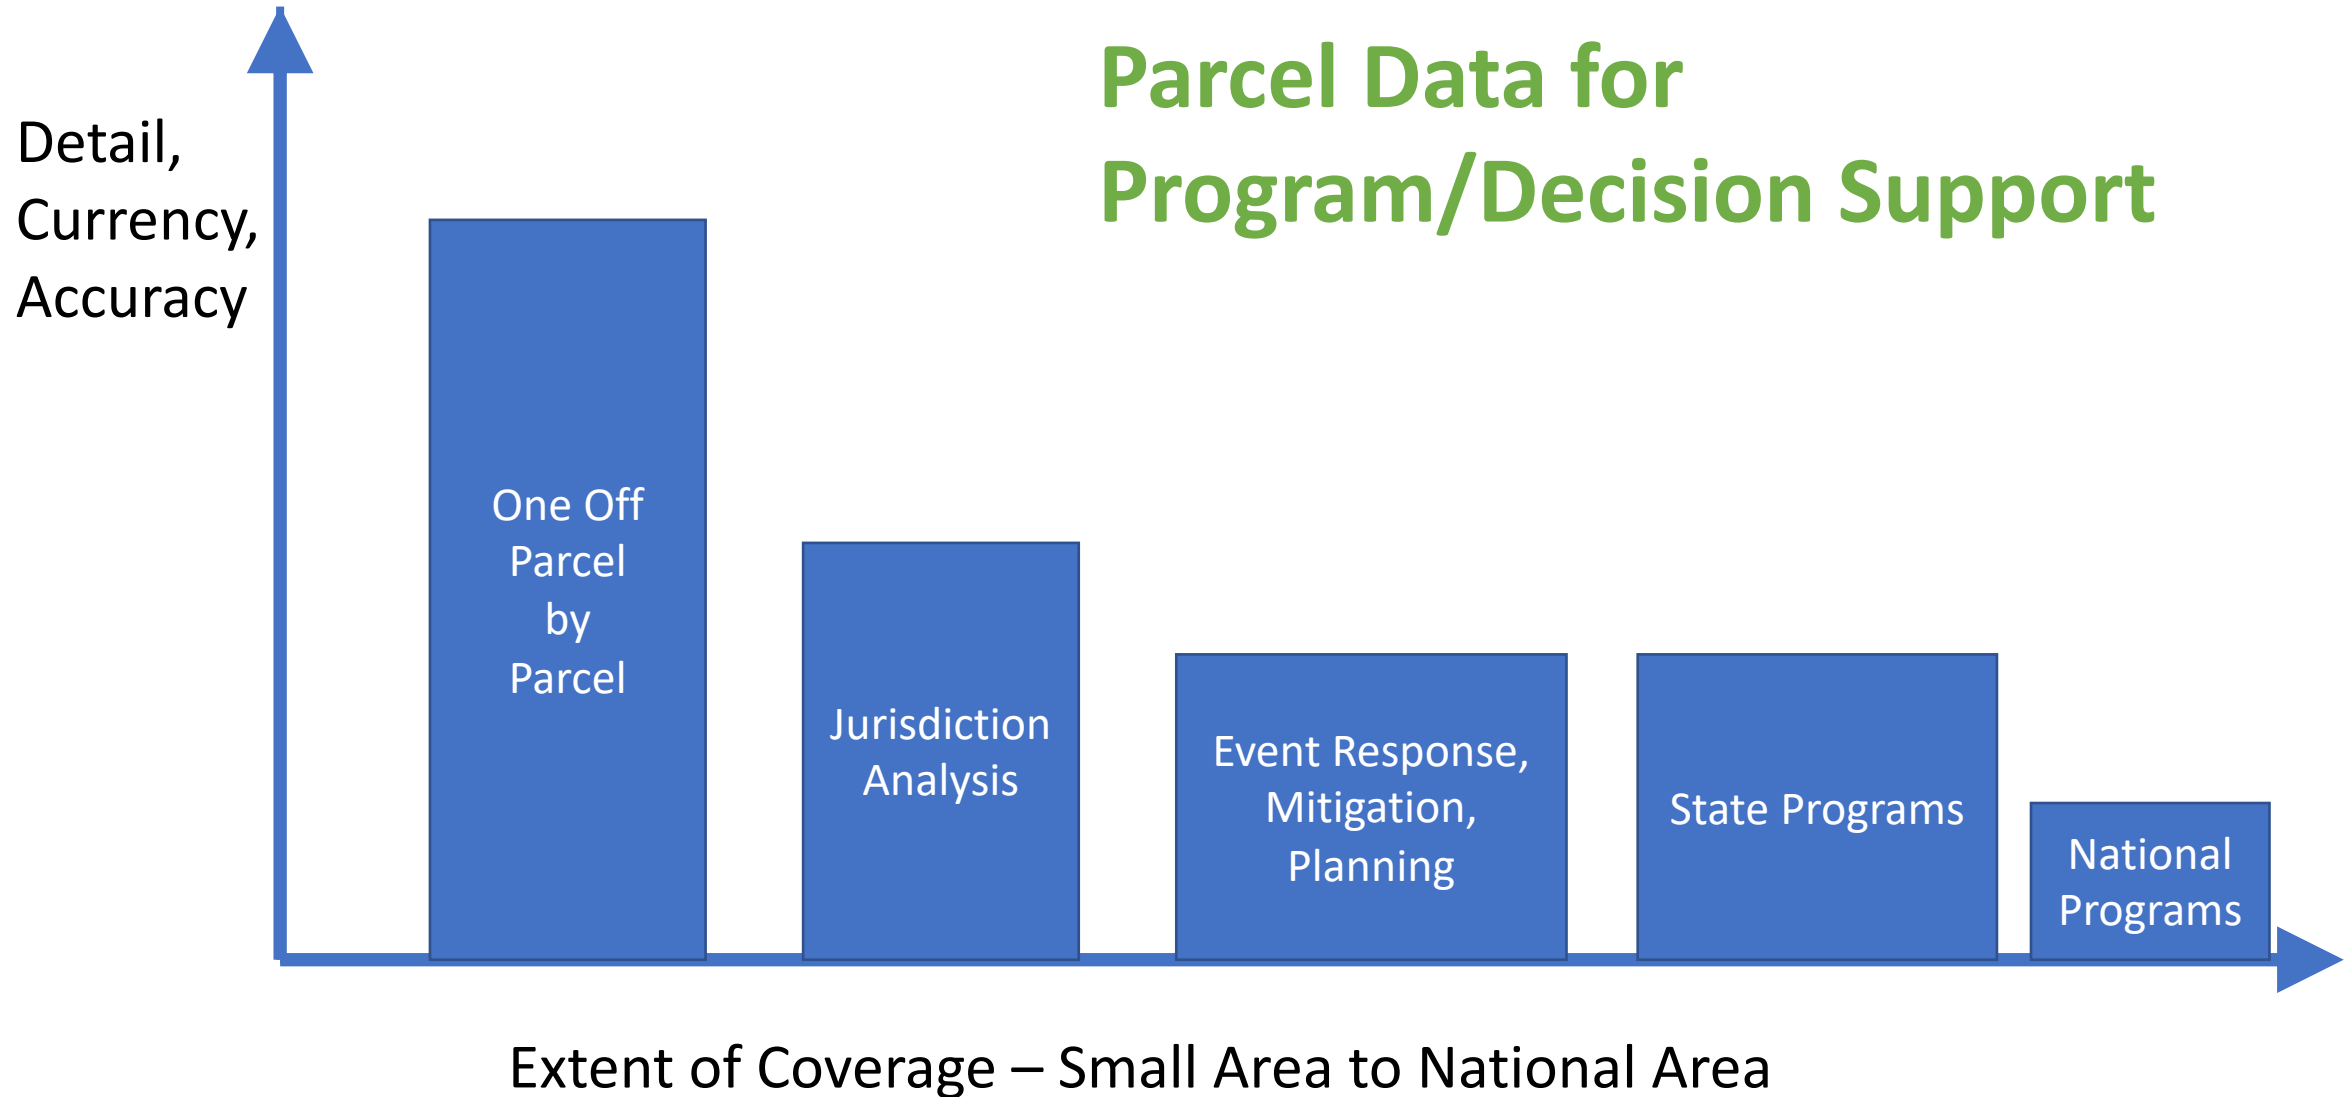 Parcel Data for
Program/Decision Support
Detail,
Currency,
Accuracy
One Off
Parcel
by
Parcel
Jurisdiction
Analysis
Event Response,
Mitigation,
Planning
State Programs
National
Programs
Extent of Coverage – Small Area to National Area